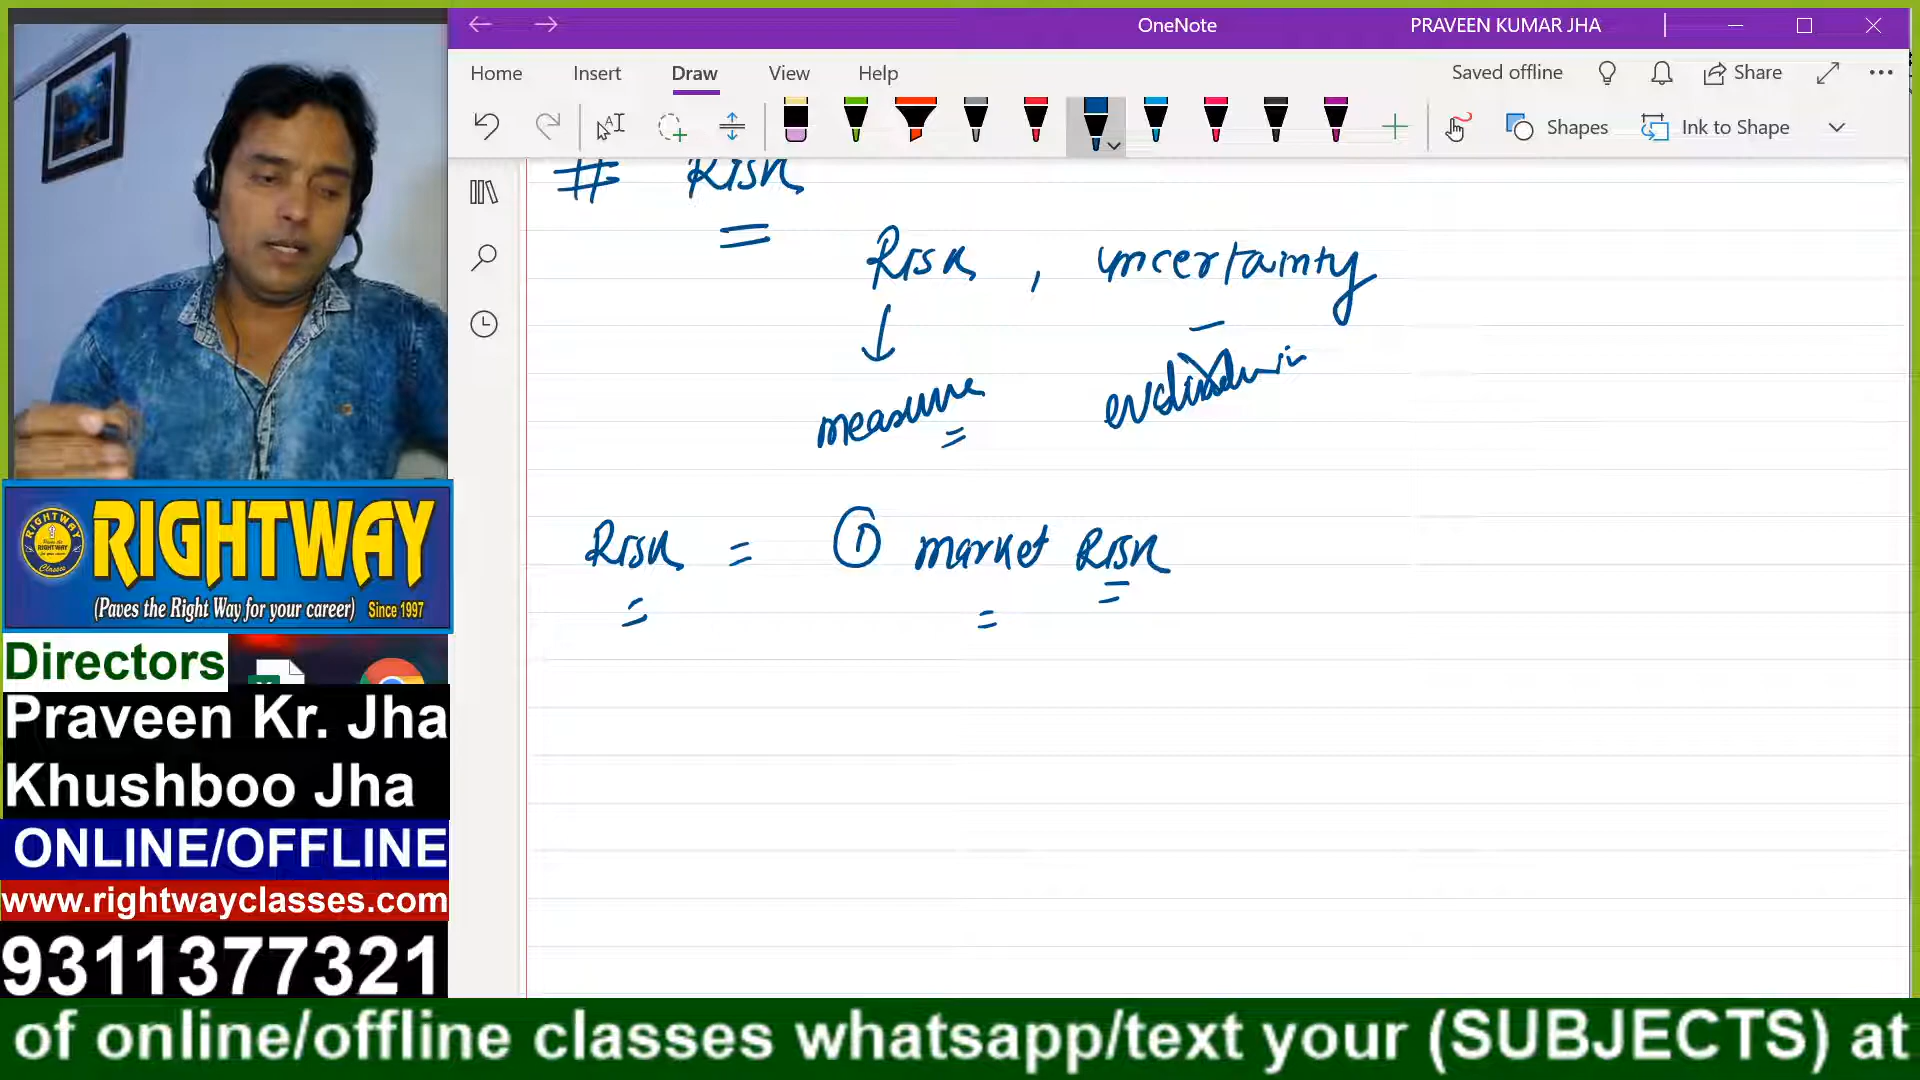 OneNote
PRAVEEN KUMAR JHA
Home Insert Draw View Help
Saved offline
Share
Shapes
Ink to Shape
# Risk
Risk , uncertainty
measure
Risk = ① market Risk
RIGHTWAY
(Paves the Right Way for your career) Since 1997
RIGHTWAY
Classes
Directors
Praveen Kr. Jha
Khushboo Jha
ONLINE/OFFLINE
www.rightwayclasses.com
9311377321
of online/offline classes whatsapp/text your (SUBJECTS) at